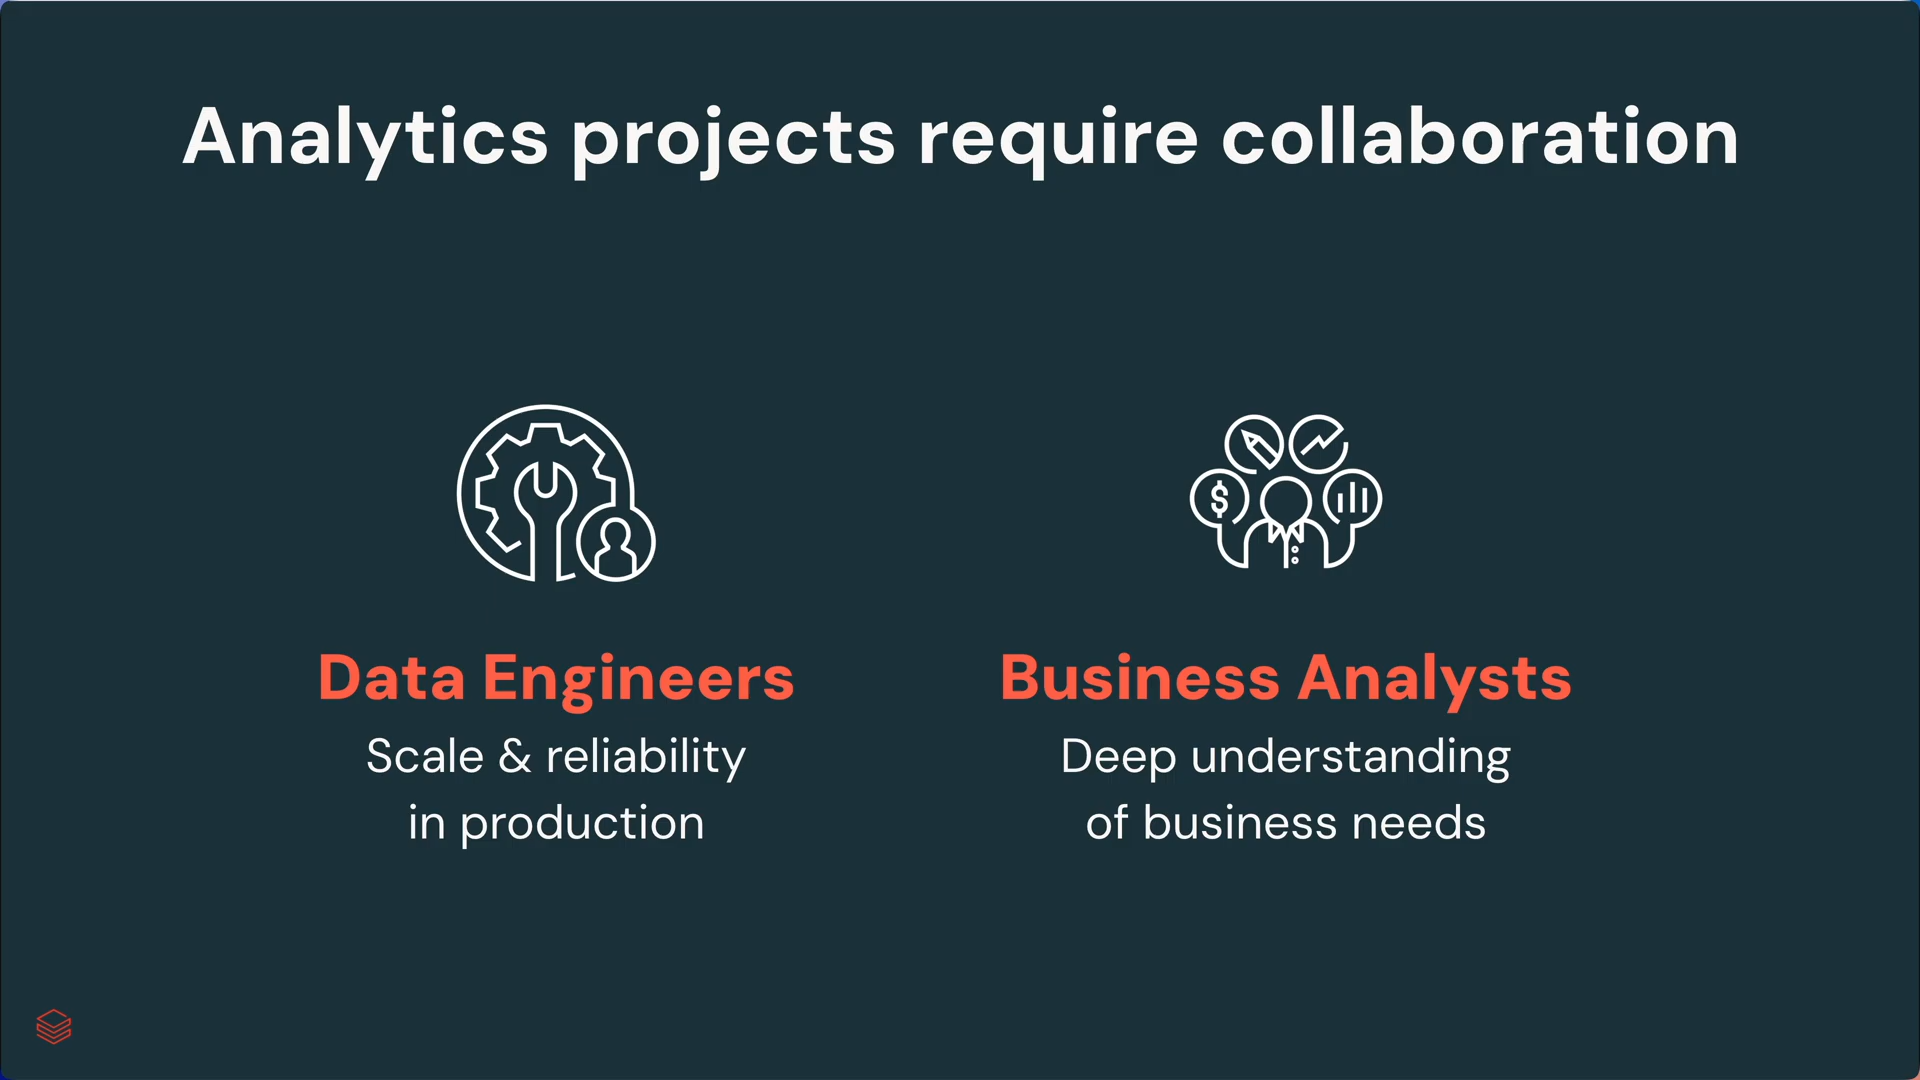 Analytics projects require collaboration
$
Data Engineers
Scale & reliability
in production
Business Analysts
Deep understanding
of business needs